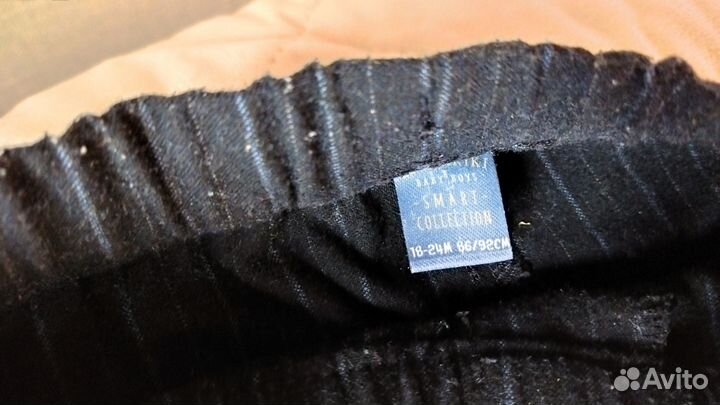 BABY BOYS
SMART
COLLECTION
18-24M 86/92CM
Avito